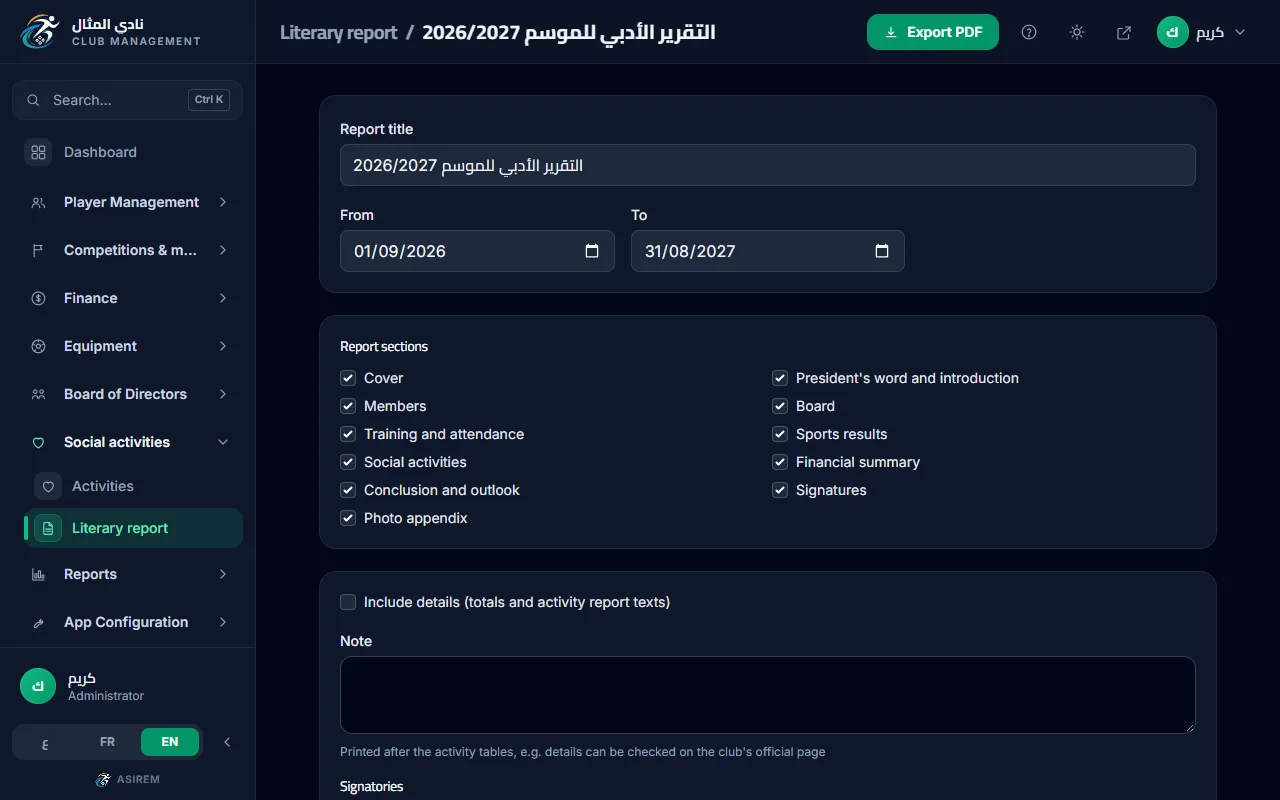 نادي المثال
CLUB MANAGEMENT
Literary report / التقرير الأدبي للموسم 2026/2027
Export PDF
ك
كريم
Search...
Ctrl K
Dashboard
Player Management
Competitions & m...
Finance
Equipment
Board of Directors
Social activities
Activities
Literary report
Reports
App Configuration
ك
كريم
Administrator
ع
FR
EN
ASIREM
Report title
التقرير الأدبي للموسم 2026/2027
From
To
01/09/2026
31/08/2027
Report sections
Cover
President's word and introduction
Members
Board
Training and attendance
Sports results
Social activities
Financial summary
Conclusion and outlook
Signatures
Photo appendix
Include details (totals and activity report texts)
Note
Printed after the activity tables, e.g. details can be checked on the club's official page
Signatories